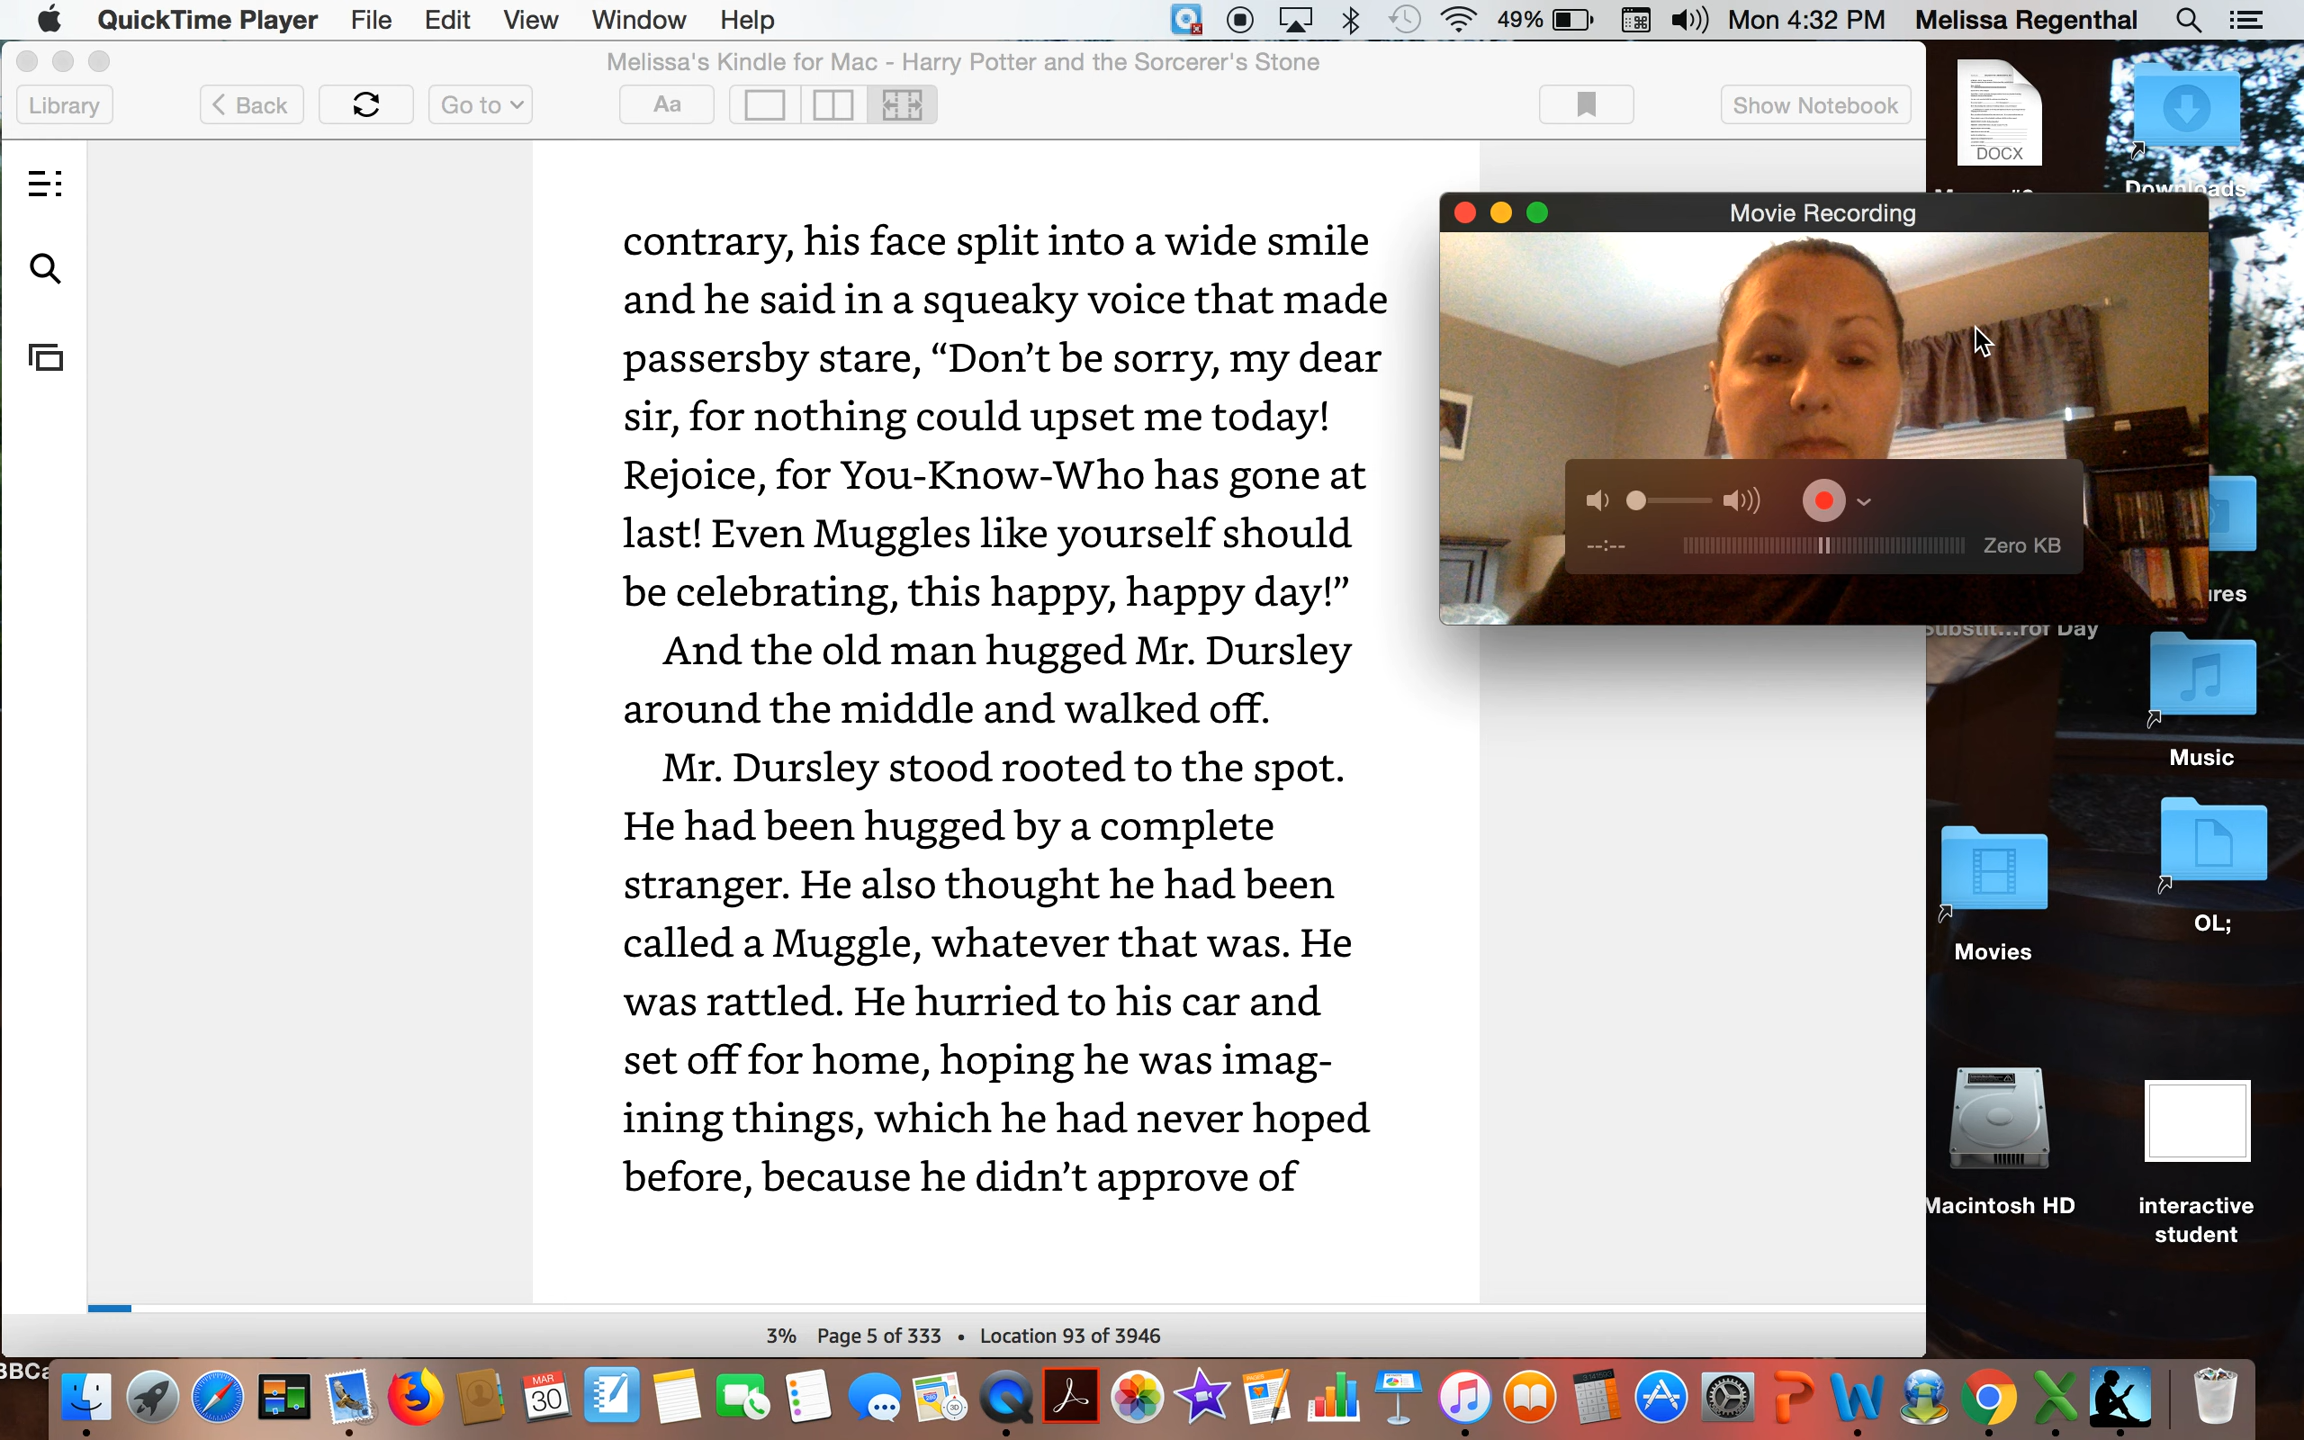 QuickTime Player File Edit View Window Help 49% Mon 4:32 PM Melissa Regenthal
Melissa's Kindle for Mac - Harry Potter and the Sorcerer's Stone
Library Back Go to Aa Show Notebook
contrary, his face split into a wide smile
and he said in a squeaky voice that made
passersby stare, “Don’t be sorry, my dear
sir, for nothing could upset me today!
Rejoice, for You-Know-Who has gone at
last! Even Muggles like yourself should
be celebrating, this happy, happy day!”
And the old man hugged Mr. Dursley
around the middle and walked off.
Mr. Dursley stood rooted to the spot.
He had been hugged by a complete
stranger. He also thought he had been
called a Muggle, whatever that was. He
was rattled. He hurried to his car and
set off for home, hoping he was imag-
ining things, which he had never hoped
before, because he didn’t approve of
3% Page 5 of 333 • Location 93 of 3946
Movie Recording
--:-- Zero KB
DOCX
Downloads
Substit...rof Day
Music
Movies
OL;
Macintosh HD
interactive
student
MAR
30